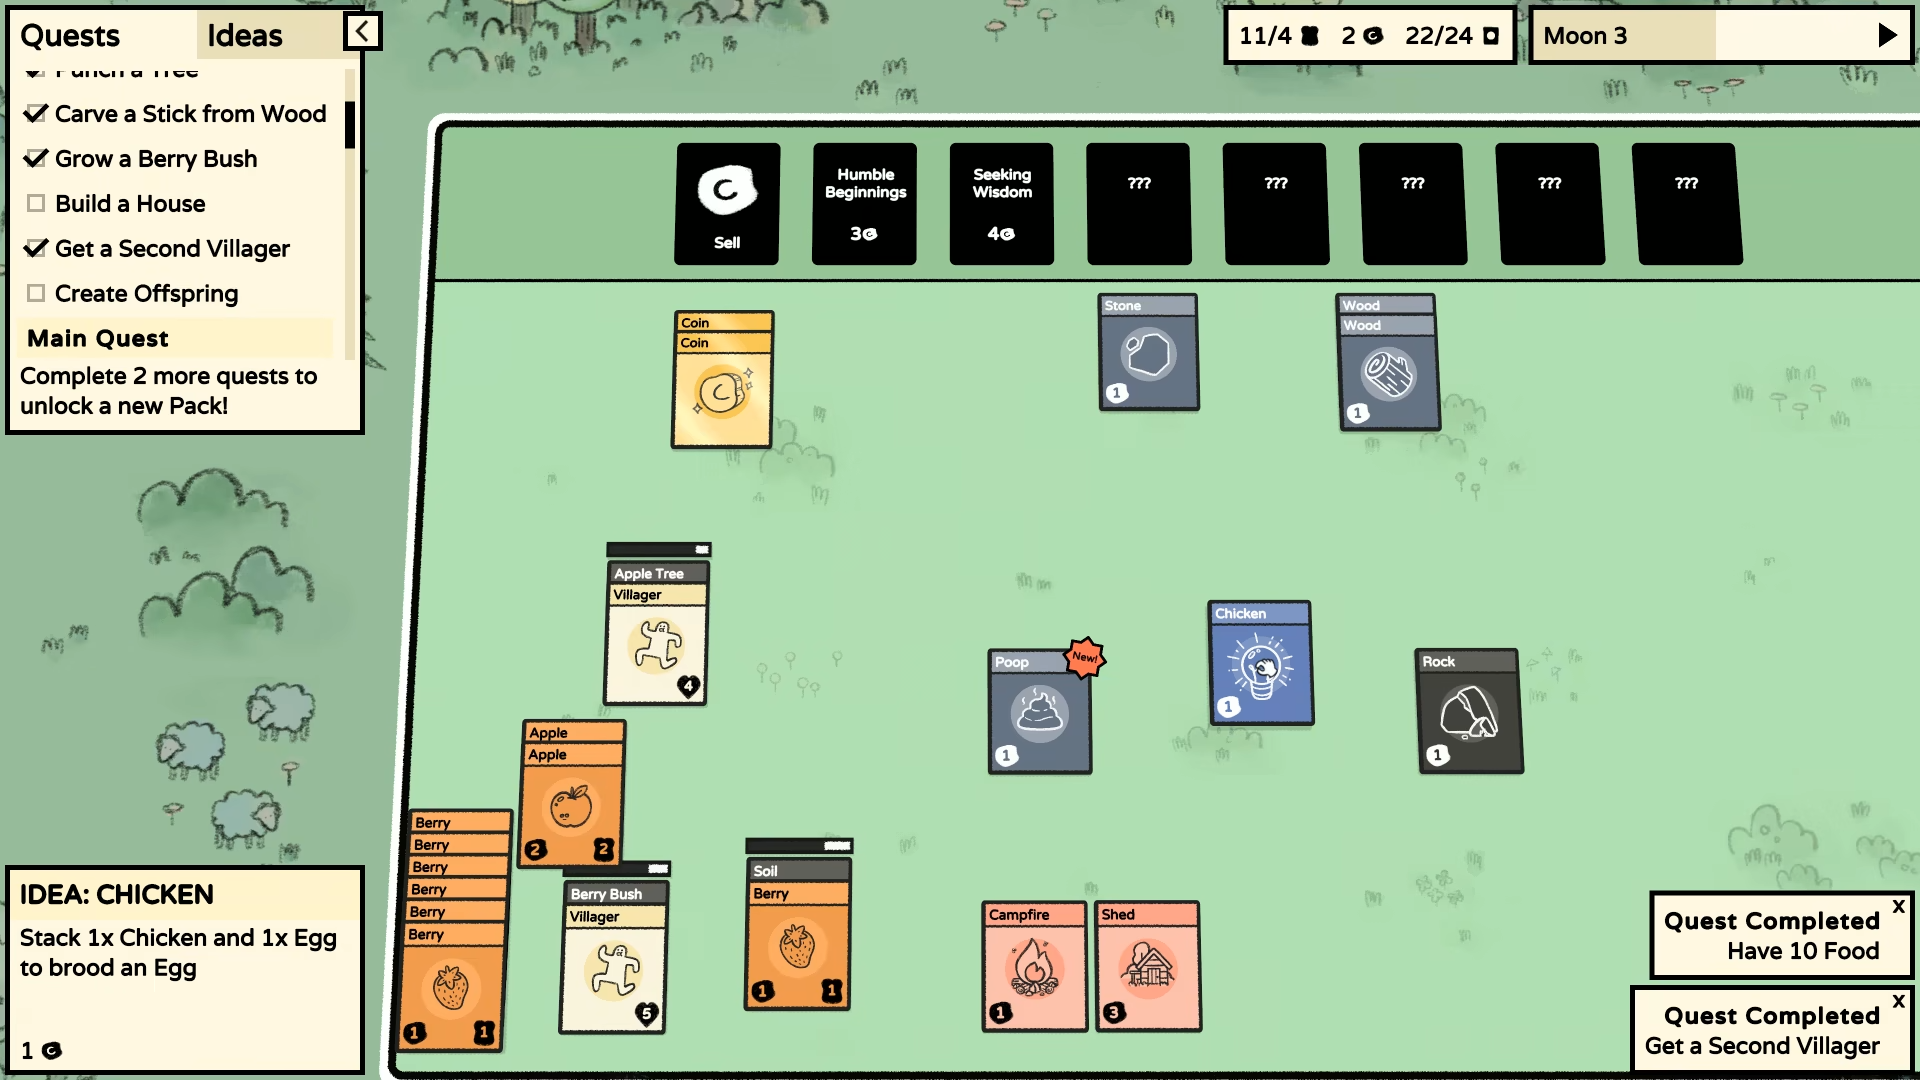 Quests
Ideas
Punch a Tree
Carve a Stick from Wood
Grow a Berry Bush
Build a House
Get a Second Villager
Create Offspring
Main Quest
Complete 2 more quests to
unlock a new Pack!
11/4
2
22/24
Moon 3
C
Sell
Humble
Beginnings
3
Seeking
Wisdom
4
???
???
???
???
???
Coin
Coin
C
Stone
1
Wood
Wood
1
Apple Tree
Villager
4
Poop
New!
1
Chicken
1
Rock
1
Apple
Apple
2
2
Berry
Berry
Berry
Berry
Berry
Berry
1
1
Berry Bush
Villager
5
Soil
Berry
1
1
Campfire
1
Shed
3
IDEA: CHICKEN
Stack 1x Chicken and 1x Egg
to brood an Egg
1
X
Quest Completed
Have 10 Food
X
Quest Completed
Get a Second Villager